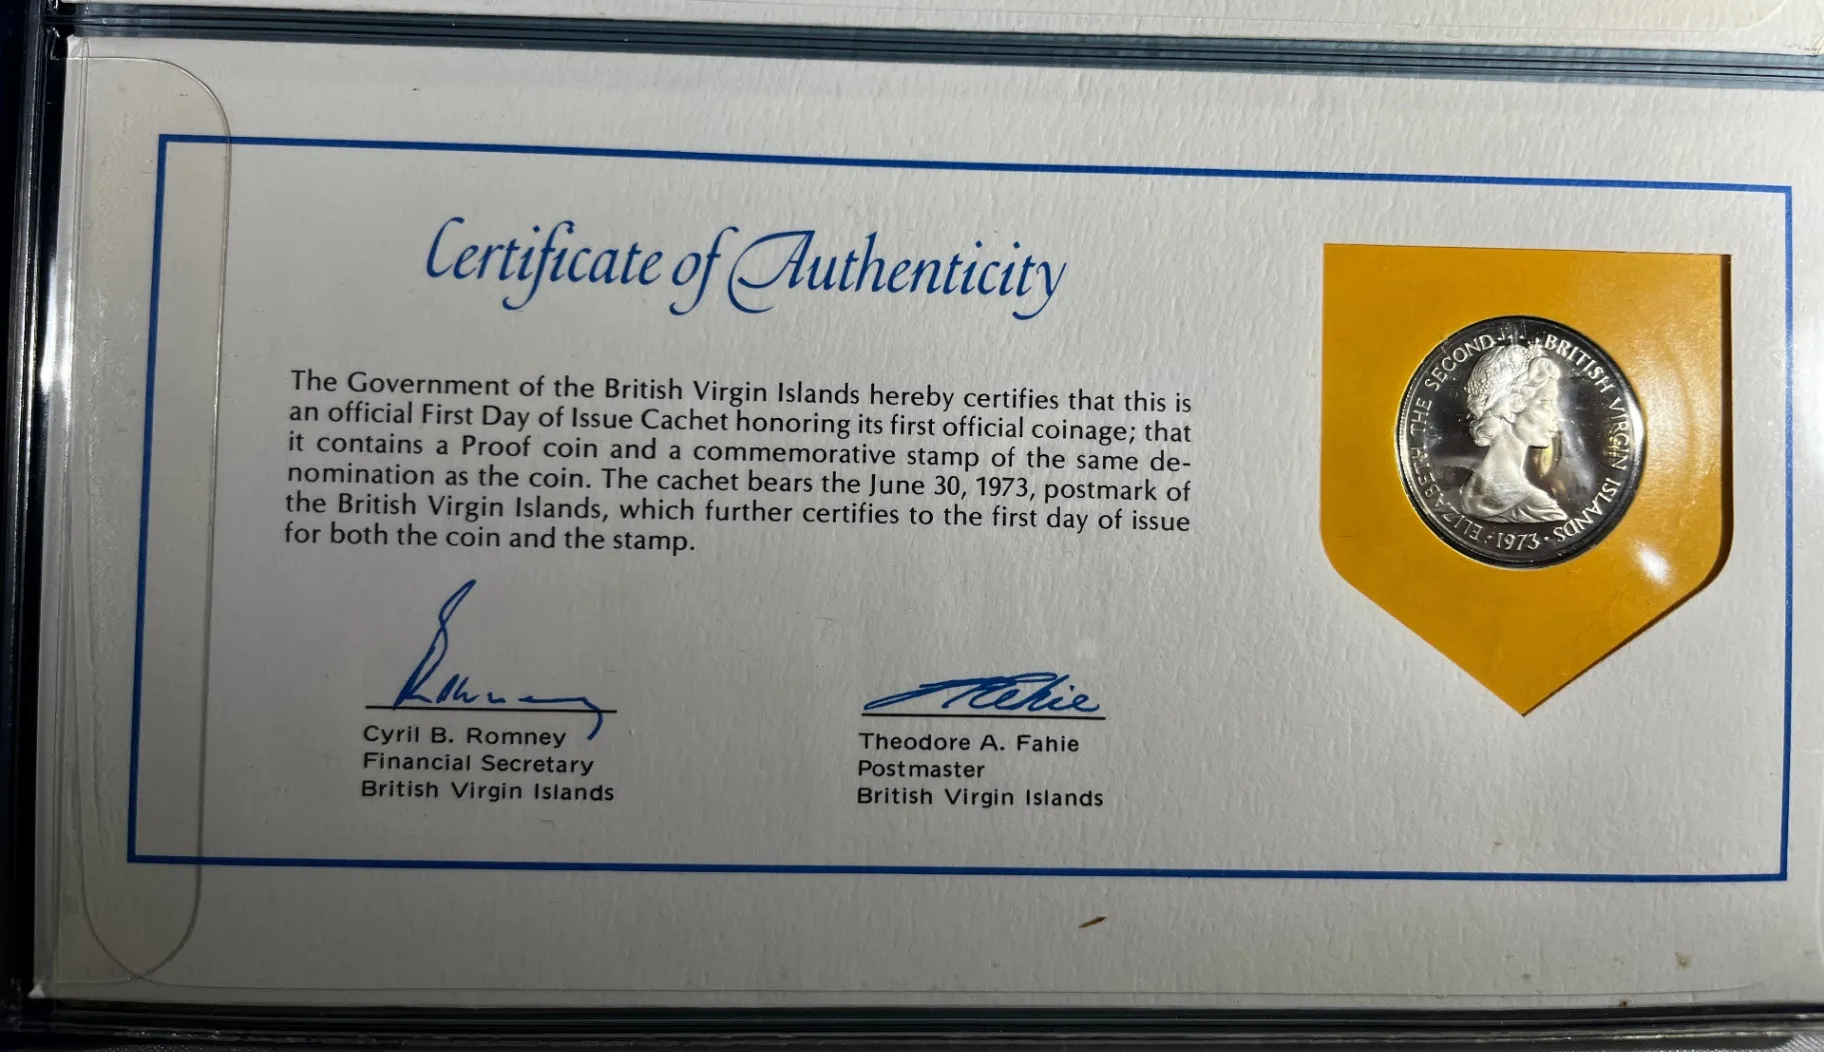 Certificate of Authenticity
The Government of the British Virgin Islands hereby certifies that this is
an official First Day of Issue Cachet honoring its first official coinage; that
it contains a Proof coin and a commemorative stamp of the same de-
nomination as the coin. The cachet bears the June 30, 1973, postmark of
the British Virgin Islands, which further certifies to the first day of issue
for both the coin and the stamp.
Romney
Cyril B. Romney
Financial Secretary
British Virgin Islands
Fahie
Theodore A. Fahie
Postmaster
British Virgin Islands
ELIZABETH THE SECOND · BRITISH VIRGIN ISLANDS · 1973 ·